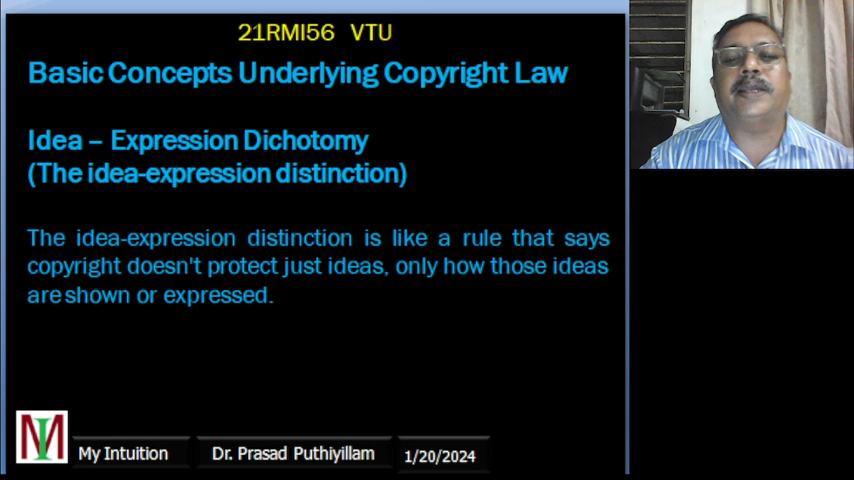 21RMI56 VTU
Basic Concepts Underlying Copyright Law
Idea – Expression Dichotomy
(The idea-expression distinction)
The idea-expression distinction is like a rule that says
copyright doesn't protect just ideas, only how those ideas
are shown or expressed.
MI
My Intuition
Dr. Prasad Puthiyillam
1/20/2024